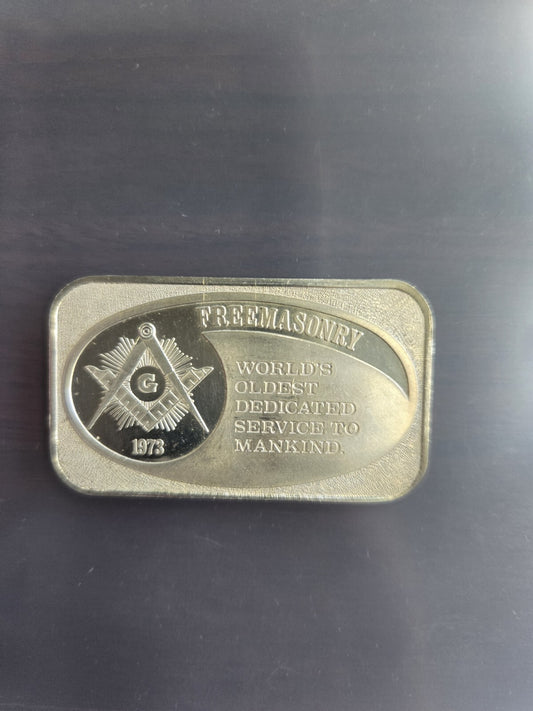 FREEMASONRY
WORLD'S
OLDEST
DEDICATED
SERVICE TO
MANKIND.
G
1973